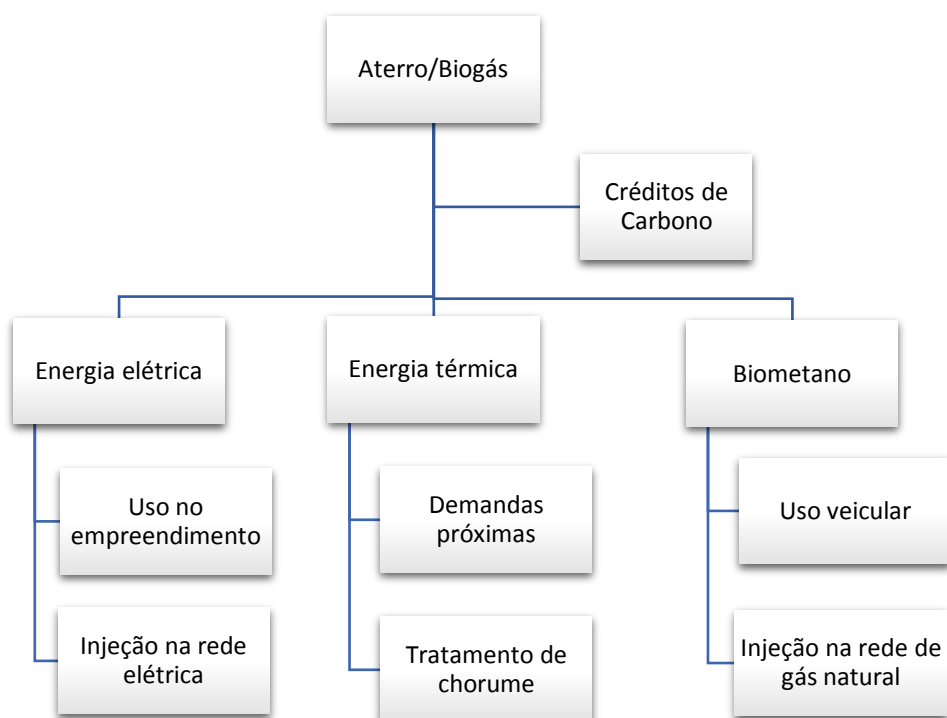 Aterro/Biogás
Créditos de
Carbono
Energia elétrica
Uso no
empreendimento
Injeção na rede
elétrica
Energia térmica
Demandas
próximas
Tratamento de
chorume
Biometano
Uso veicular
Injeção na rede de
gás natural